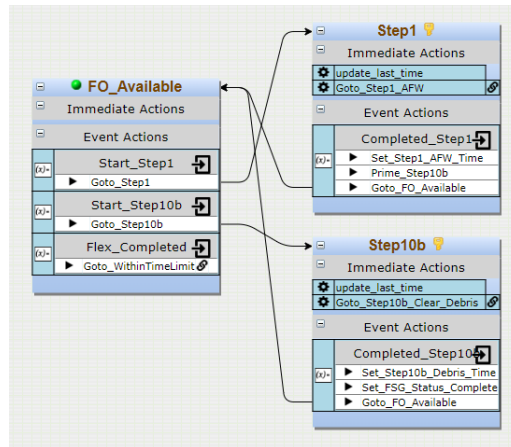 FO_Available
Immediate Actions
Event Actions
Start_Step1
(x)=
Goto_Step1
Start_Step10b
(x)=
Goto_Step10b
Flex_Completed
(x)=
Goto_WithinTimeLimit
Step1
Immediate Actions
update_last_time
Goto_Step1_AFW
Event Actions
Completed_Step1
(x)=
Set_Step1_AFW_Time
Prime_Step10b
Goto_FO_Available
Step10b
Immediate Actions
update_last_time
Goto_Step10b_Clear_Debris
Event Actions
Completed_Step10
(x)=
Set_Step10b_Debris_Time
Set_FSG_Status_Complete
Goto_FO_Available